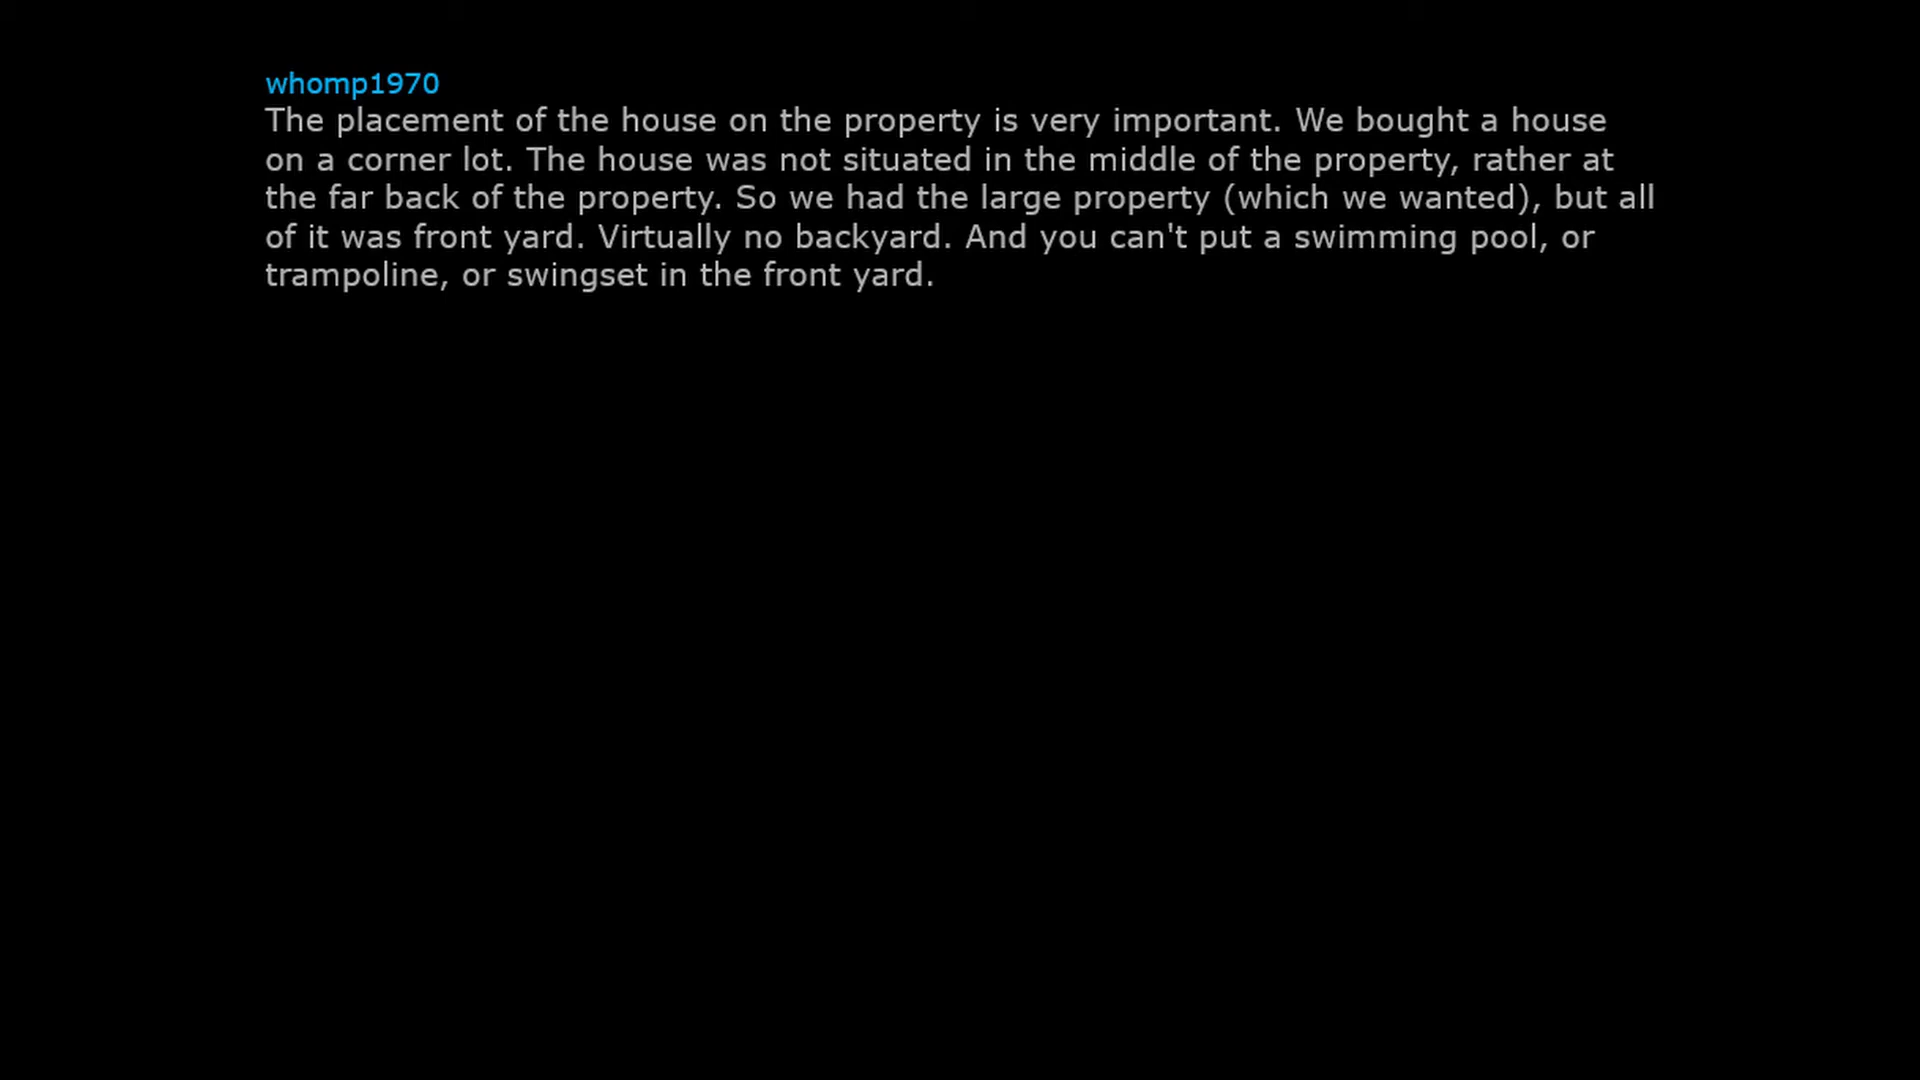 whomp1970
The placement of the house on the property is very important. We bought a house
on a corner lot. The house was not situated in the middle of the property, rather at
the far back of the property. So we had the large property (which we wanted), but all
of it was front yard. Virtually no backyard. And you can't put a swimming pool, or
trampoline, or swingset in the front yard.